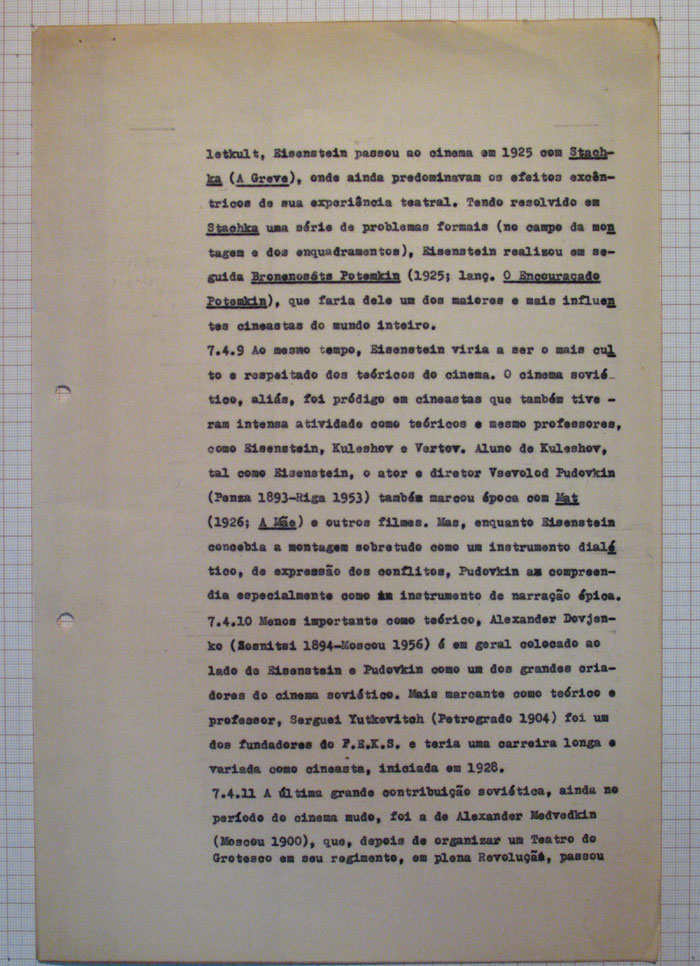 letkult, Eisenstein passou ao cinema em 1925 com Stach-
ka (A Greve), onde ainda predominavam os efeitos excên-
tricos de sua experiência teatral. Tendo resolvido em
Stachka uma série de problemas formais (no campo da mon
tagem e dos enquadramentos), Eisenstein realizou em se-
guida Bronenosêts Potemkin (1925; lanç. O Encouraçado
Potemkin), que faria dele um dos maiores e mais influen
tes cineastas do mundo inteiro.
7.4.9 Ao mesmo tempo, Eisenstein viria a ser o mais cul
to e respeitado dos teóricos do cinema. O cinema sovié
tico, aliás, foi pródigo em cineastas que também tive -
ram intensa atividade como teóricos e mesmo professores,
como Eisenstein, Kuleshov e Vertov. Aluno de Kuleshov,
tal como Eisenstein, o ator e diretor Vsevolod Pudovkin
(Penza 1893-Riga 1953) também marcou época com Mat
(1926; A Mãe) e outros filmes. Mas, enquanto Eisenstein
concebia a montagem sobretudo como um instrumento dialé
tico, de expressão dos conflitos, Pudovkin a compreen-
dia especialmente como instrumento de narração épica.
7.4.10 Menos importante como teórico, Alexander Dovjen-
ko (Sosnitsi 1894-Moscou 1956) é em geral colocado ao
lado de Eisenstein e Pudovkin como um dos grandes cria-
dores do cinema soviético. Mais marcante como teórico e
professor, Serguei Yutkevitch (Petrogrado 1904) foi um
dos fundadores do F.E.K.S. e teria uma carreira longa e
variada como cineasta, iniciada em 1928.
7.4.11 A última grande contribuição soviética, ainda no
período do cinema mudo, foi a de Alexander Medvedkin
(Moscou 1900), que, depois de organizar um Teatro do
Grotesco em seu regimento, em plena Revolução, passou